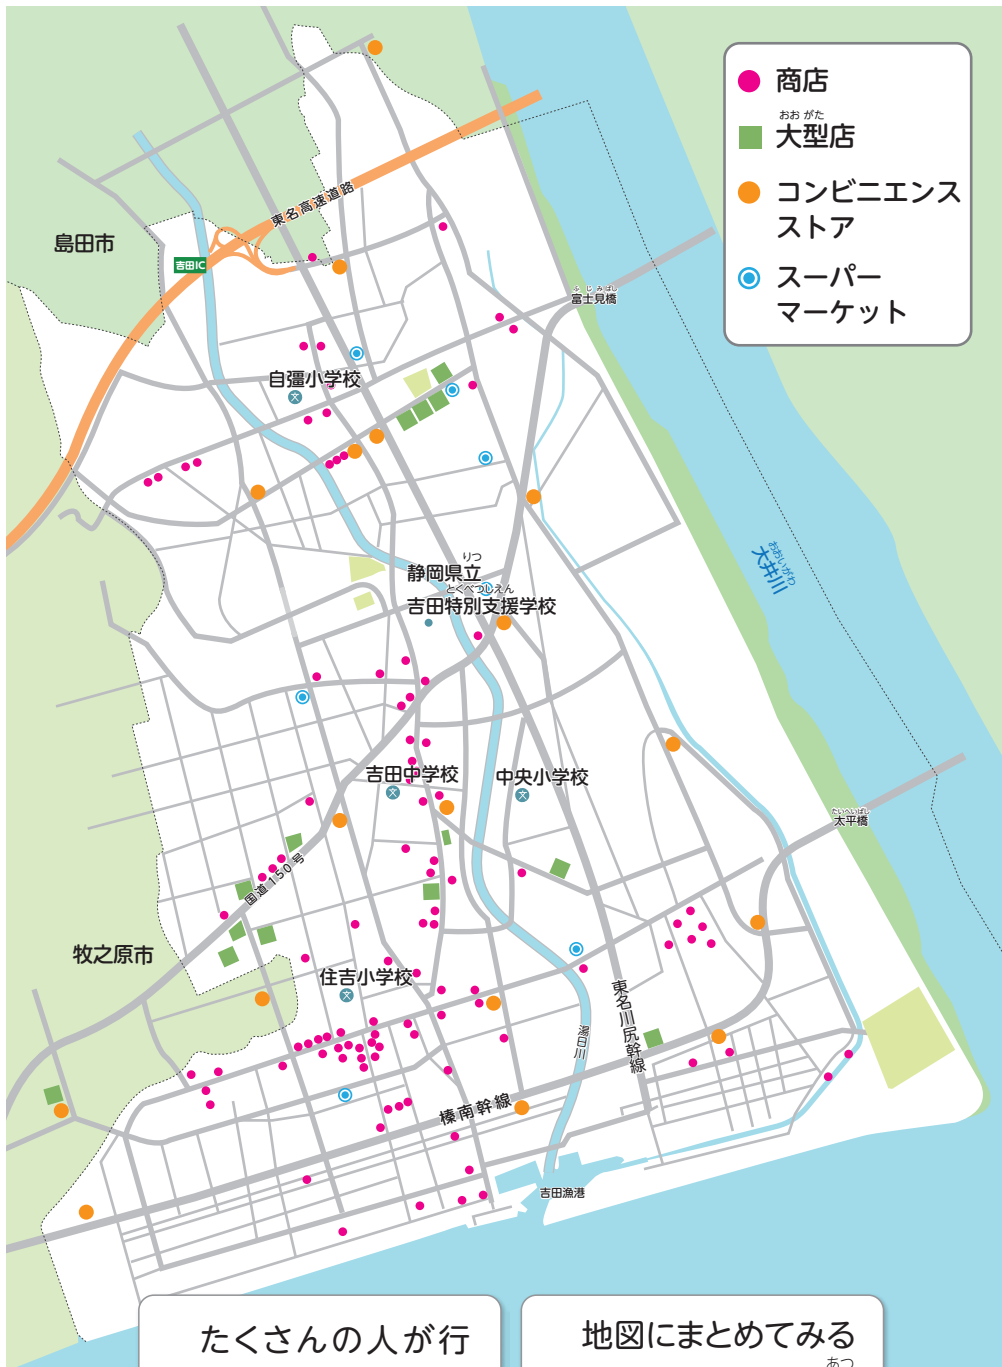 商店
おお がた
大型店
コンビニエンス
ストア
スーパー
マーケット
東名高速道路
島田市
吉田IC
ふ じ み ばし
富士見橋
自彊小学校
おおいがわ
大井川
りつ
静岡県立
とくべつしえん
吉田特別支援学校
吉田中学校
中央小学校
たいへいばし
太平橋
国道150号
牧之原市
住吉小学校
東名川尻幹線
湯日川
榛南幹線
吉田漁港
たくさんの人が行
地図にまとめてみる
あつ